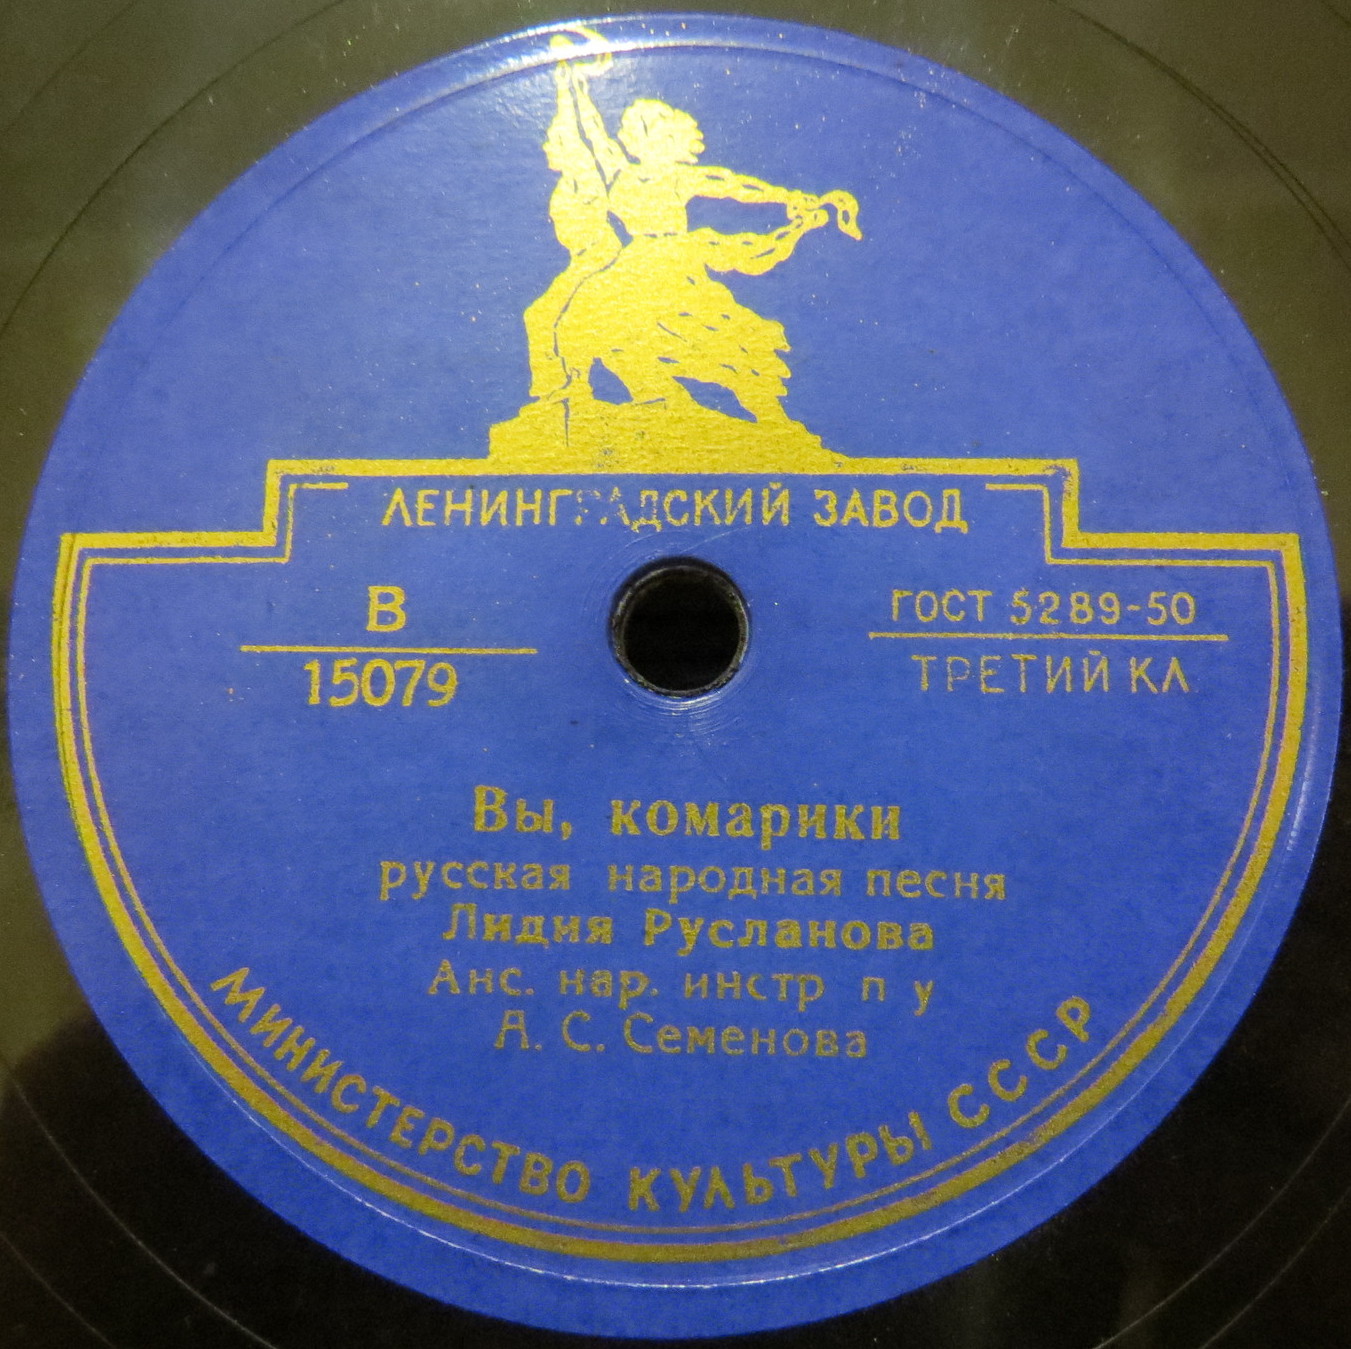 ЛЕНИНГРАДСКИЙ ЗАВОД
В
15079
ГОСТ 5289-50
ТРЕТИЙ КЛ
Вы, комарики
русская народная песня
Лидия Русланова
Анс. нар. инстр п у
А. С. Семенова
МИНИСТЕРСТВО КУЛЬТУРЫ СССР